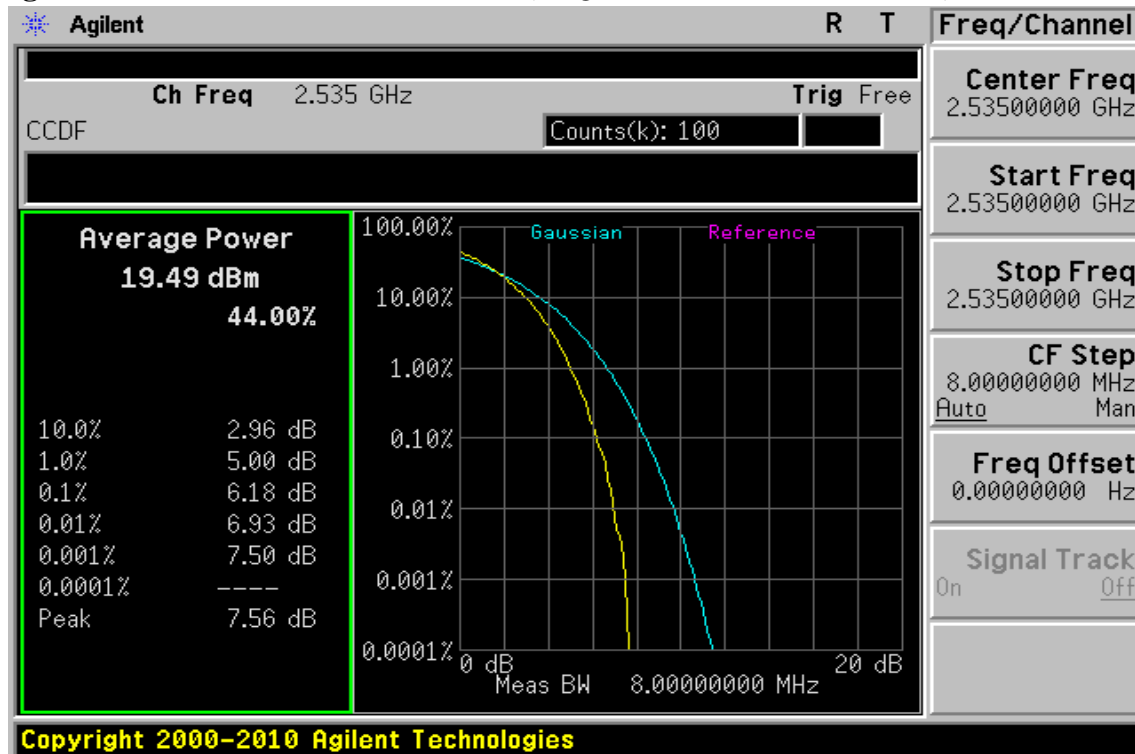 Agilent R T
Ch Freq 2.535 GHz Trig Free
CCDF Counts(k): 100
Average Power
19.49 dBm
44.00%
10.0% 2.96 dB
1.0% 5.00 dB
0.1% 6.18 dB
0.01% 6.93 dB
0.001% 7.50 dB
0.0001% ----
Peak 7.56 dB
Gaussian Reference
100.00%
10.00%
1.00%
0.10%
0.01%
0.001%
0.0001%
0 dB 20 dB
Meas BW 8.00000000 MHz
Freq/Channel
Center Freq
2.53500000 GHz
Start Freq
2.53500000 GHz
Stop Freq
2.53500000 GHz
CF Step
8.00000000 MHz
Auto Man
Freq Offset
0.00000000 Hz
Signal Track
On Off
Copyright 2000-2010 Agilent Technologies